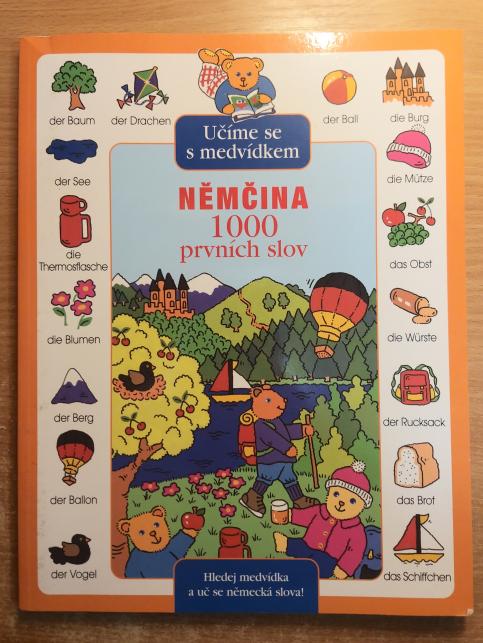 der Baum
der Drachen
der Ball
die Burg
Učíme se
s medvídkem
der See
die Mütze
NĚMČINA
1000
prvních slov
die
Thermosflasche
das Obst
die Blumen
die Würste
der Berg
der Rucksack
der Ballon
das Brot
der Vogel
das Schiffchen
Hledej medvídka
a uč se německá slova!